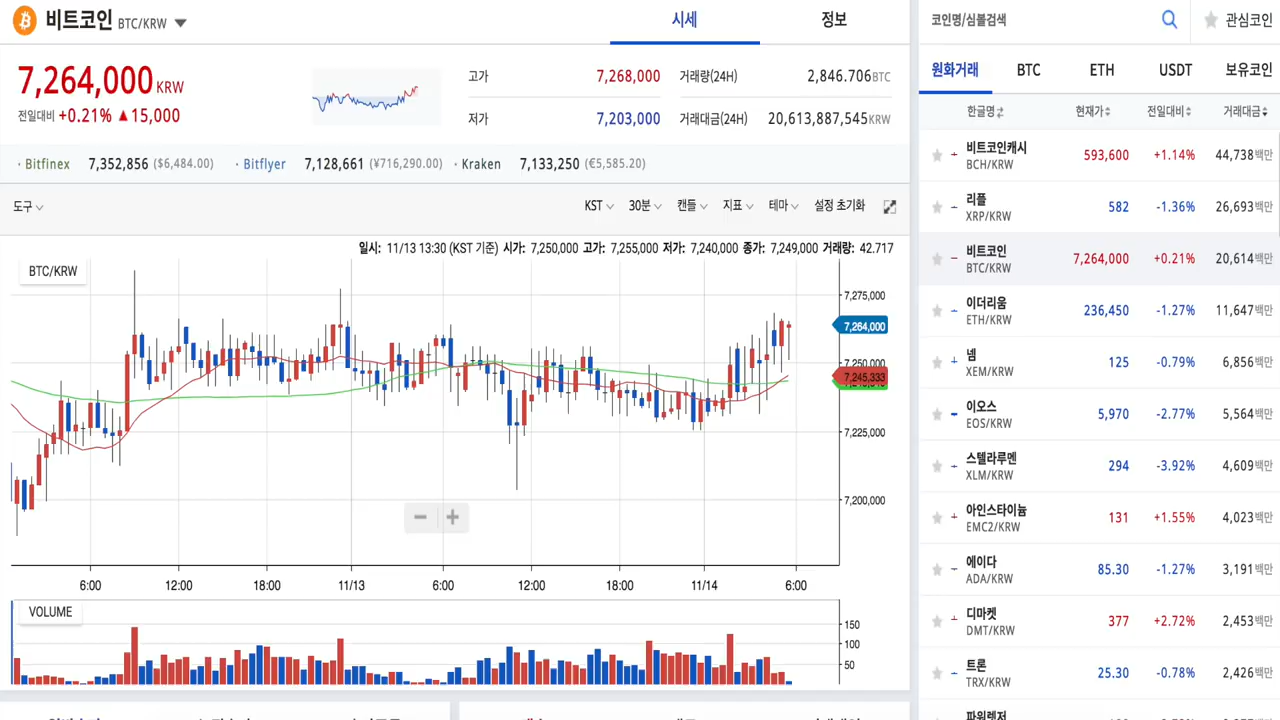 비트코인 BTC/KRW
시세 정보
7,264,000 KRW
전일대비 +0.21% ▲15,000
고가 7,268,000 거래량(24H) 2,846.706 BTC
저가 7,203,000 거래대금(24H) 20,613,887,545 KRW
· Bitfinex 7,352,856 ($6,484.00) · Bitflyer 7,128,661 (¥716,290.00) · Kraken 7,133,250 (€5,585.20)
도구 KST 30분 캔들 지표 테마 설정 초기화
일시: 11/13 13:30 (KST 기준) 시가: 7,250,000 고가: 7,255,000 저가: 7,240,000 종가: 7,249,000 거래량: 42.717
BTC/KRW
7,275,000
7,264,000
7,250,000
7,245,333
7,225,000
7,200,000
− +
6:00 12:00 18:00 11/13 6:00 12:00 18:00 11/14 6:00
VOLUME
150
100
50
코인명/심볼검색 관심코인
원화거래 BTC ETH USDT 보유코인
한글명 현재가 전일대비 거래대금
비트코인캐시 593,600 +1.14% 44,738백만
BCH/KRW
리플 582 -1.36% 26,693백만
XRP/KRW
비트코인 7,264,000 +0.21% 20,614백만
BTC/KRW
이더리움 236,450 -1.27% 11,647백만
ETH/KRW
넴 125 -0.79% 6,856백만
XEM/KRW
이오스 5,970 -2.77% 5,564백만
EOS/KRW
스텔라루멘 294 -3.92% 4,609백만
XLM/KRW
아인스타이늄 131 +1.55% 4,023백만
EMC2/KRW
에이다 85.30 -1.27% 3,191백만
ADA/KRW
디마켓 377 +2.72% 2,453백만
DMT/KRW
트론 25.30 -0.78% 2,426백만
TRX/KRW
파워렛저